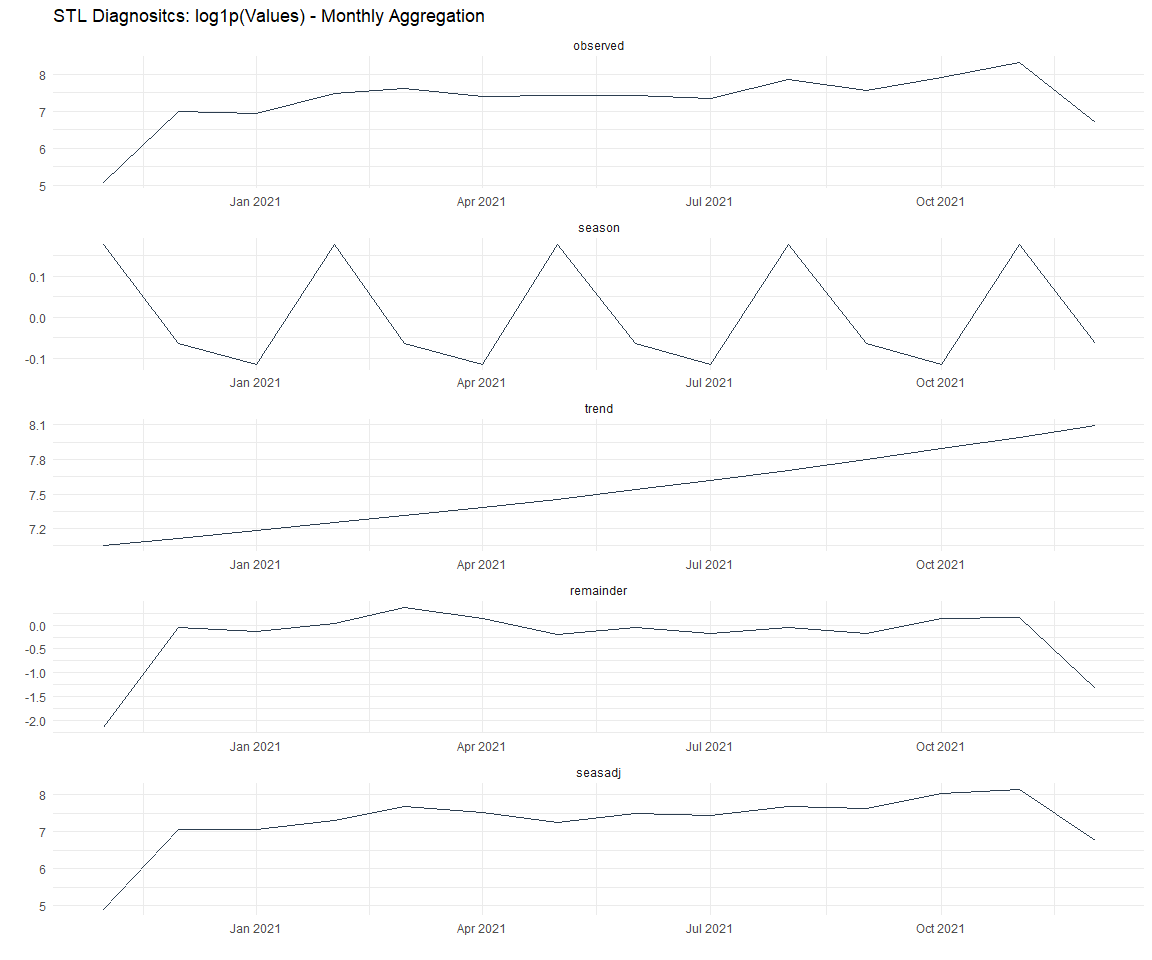 STL Diagnositcs: log1p(Values) - Monthly Aggregation
observed
8
7
6
5
Jan 2021 Apr 2021 Jul 2021 Oct 2021
season
0.1
0.0
-0.1
Jan 2021 Apr 2021 Jul 2021 Oct 2021
trend
8.1
7.8
7.5
7.2
Jan 2021 Apr 2021 Jul 2021 Oct 2021
remainder
0.0
-0.5
-1.0
-1.5
-2.0
Jan 2021 Apr 2021 Jul 2021 Oct 2021
seasadj
8
7
6
5
Jan 2021 Apr 2021 Jul 2021 Oct 2021